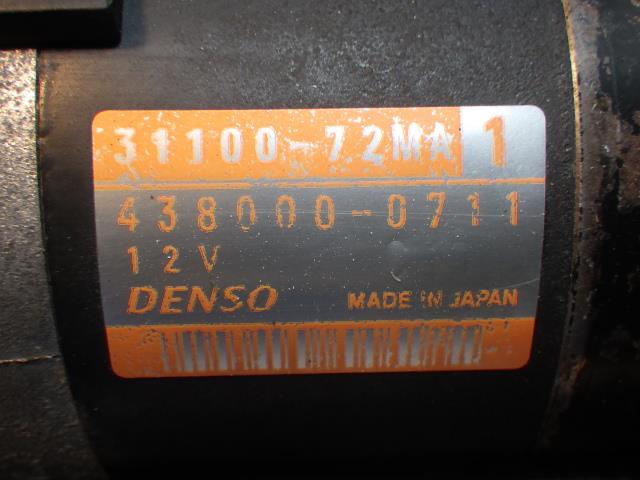 31100-72MA 1
438000-0711
12V
DENSO MADE IN JAPAN